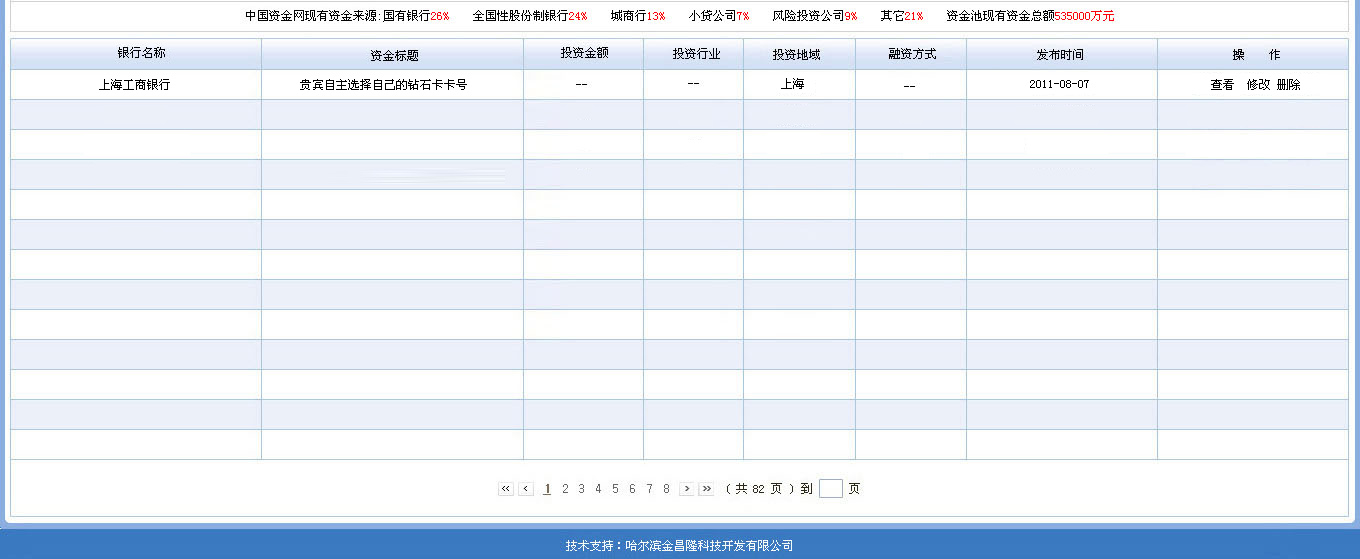 中国资金网现有资金来源:国有银行26% 全国性股份制银行24% 城商行13% 小贷公司7% 风险投资公司9% 其它21% 资金池现有资金总额535000万元
银行名称 资金标题 投资金额 投资行业 投资地域 融资方式 发布时间 操 作
上海工商银行 贵宾自主选择自己的钻石卡卡号 -- -- 上海 -- 2011-08-07 查看 修改 删除
« ‹ 1 2 3 4 5 6 7 8 › » ( 共 82 页 ) 到 页
技术支持：哈尔滨金昌隆科技开发有限公司